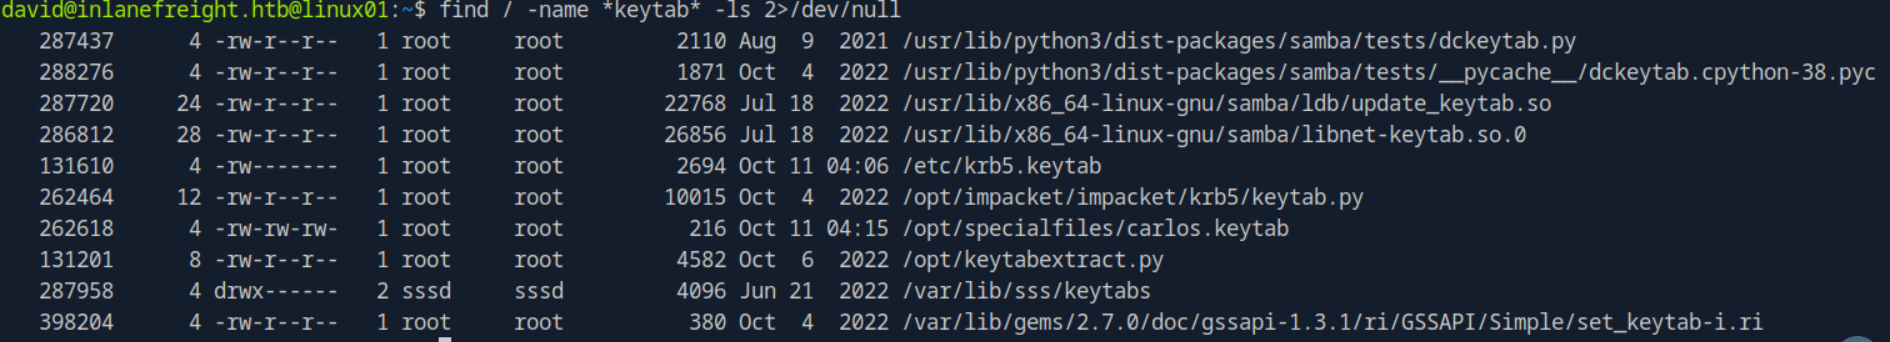 david@inlanefreight.htb@linux01:~$ find / -name *keytab* -ls 2>/dev/null
287437 4 -rw-r--r-- 1 root root 2110 Aug 9 2021 /usr/lib/python3/dist-packages/samba/tests/dckeytab.py
288276 4 -rw-r--r-- 1 root root 1871 Oct 4 2022 /usr/lib/python3/dist-packages/samba/tests/__pycache__/dckeytab.cpython-38.pyc
287720 24 -rw-r--r-- 1 root root 22768 Jul 18 2022 /usr/lib/x86_64-linux-gnu/samba/ldb/update_keytab.so
286812 28 -rw-r--r-- 1 root root 26856 Jul 18 2022 /usr/lib/x86_64-linux-gnu/samba/libnet-keytab.so.0
131610 4 -rw------- 1 root root 2694 Oct 11 04:06 /etc/krb5.keytab
262464 12 -rw-r--r-- 1 root root 10015 Oct 4 2022 /opt/impacket/impacket/krb5/keytab.py
262618 4 -rw-rw-rw- 1 root root 216 Oct 11 04:15 /opt/specialfiles/carlos.keytab
131201 8 -rw-r--r-- 1 root root 4582 Oct 6 2022 /opt/keytabextract.py
287958 4 drwx------ 2 sssd sssd 4096 Jun 21 2022 /var/lib/sss/keytabs
398204 4 -rw-r--r-- 1 root root 380 Oct 4 2022 /var/lib/gems/2.7.0/doc/gssapi-1.3.1/ri/GSSAPI/Simple/set_keytab-i.ri